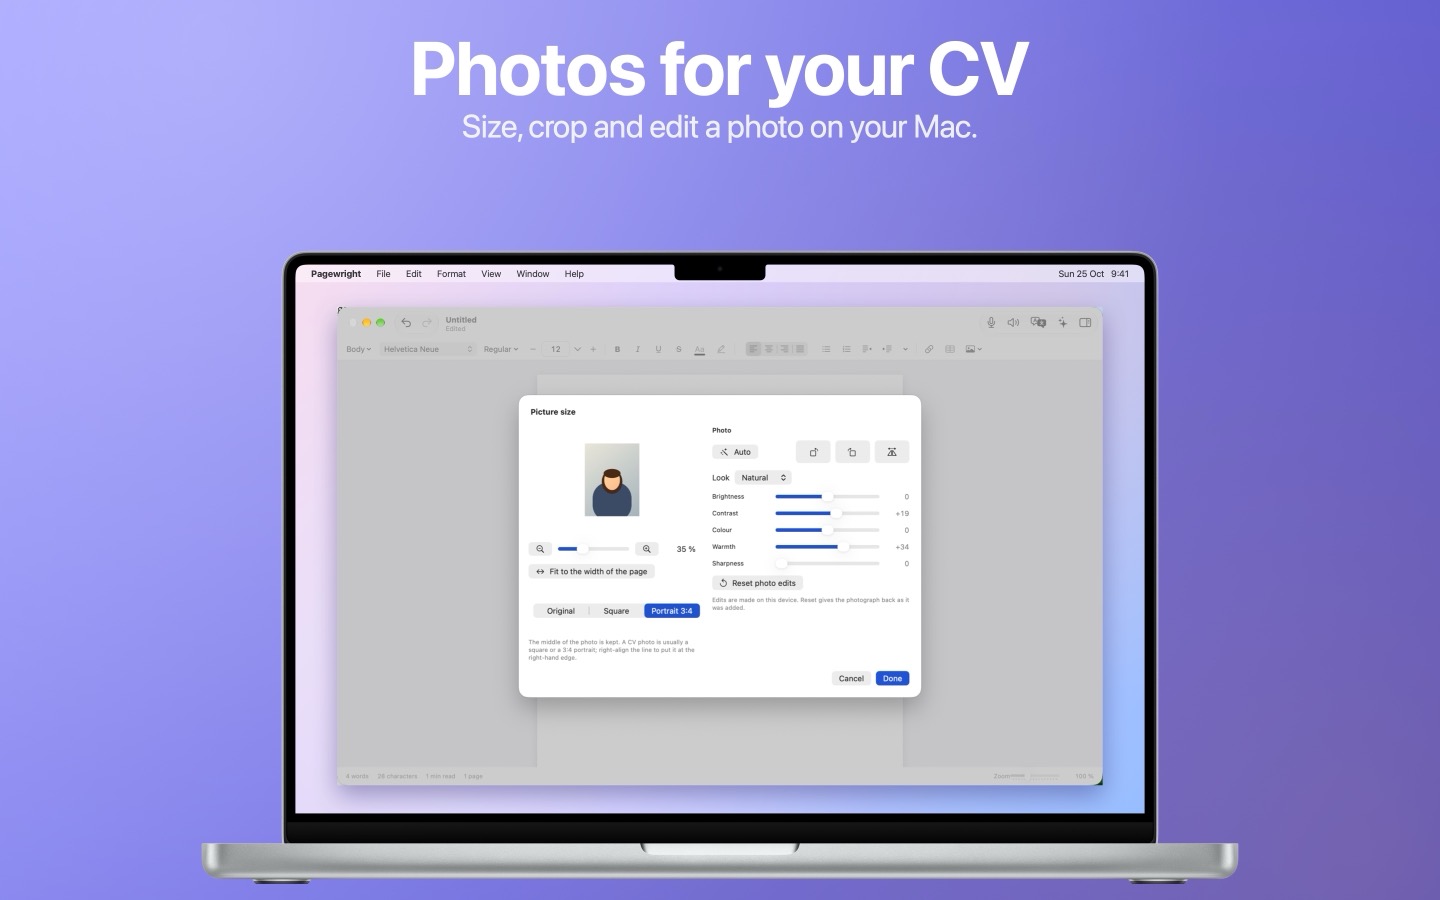 Photos for your CV
Size, crop and edit a photo on your Mac.
Pagewright File Edit Format View Window Help
Sun 25 Oct 9:41
Untitled
Edited
Body Helvetica Neue Regular 12 B I U S Aa
Picture size
Photo
Auto
Look Natural
Brightness 0
Contrast +19
Colour 0
Warmth +34
Sharpness 0
Reset photo edits
Edits are made on this device. Reset gives the photograph back as it
was added.
35 %
Fit to the width of the page
Original Square Portrait 3:4
The middle of the photo is kept. A CV photo is usually a
square or a 3:4 portrait; right-align the line to put it at the
right-hand edge.
Cancel Done
4 words 26 characters 1 min read 1 page
Zoom 100 %